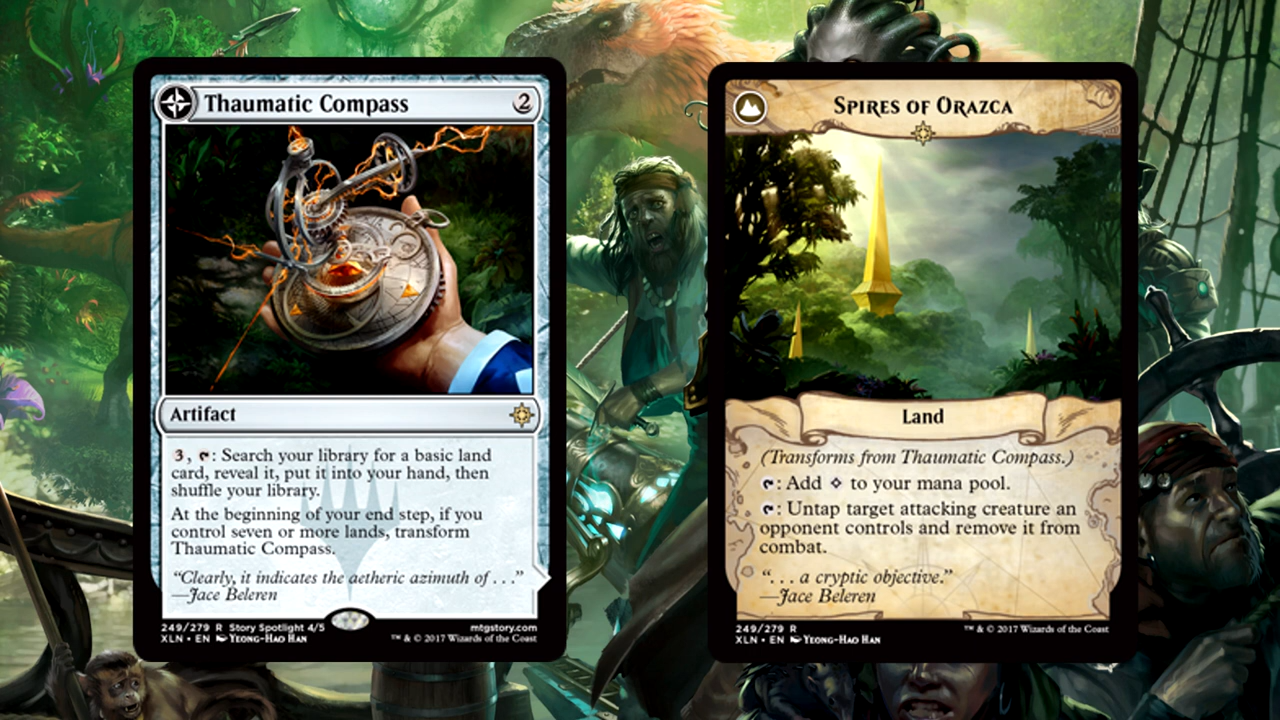 Thaumatic Compass 2
Artifact
3, T: Search your library for a basic land
card, reveal it, put it into your hand, then
shuffle your library.
At the beginning of your end step, if you
control seven or more lands, transform
Thaumatic Compass.
“Clearly, it indicates the aetheric azimuth of . . .”
—Jace Beleren
249/279 R Story Spotlight 4/5 mtgstory.com
XLN • EN Yeong-Hao Han ™ & © 2017 Wizards of the Coast
Spires of Orazca
Land
(Transforms from Thaumatic Compass.)
T: Add to your mana pool.
T: Untap target attacking creature an
opponent controls and remove it from
combat.
“. . . a cryptic objective.”
—Jace Beleren
249/279 R ™ & © 2017 Wizards of the Coast
XLN • EN Yeong-Hao Han